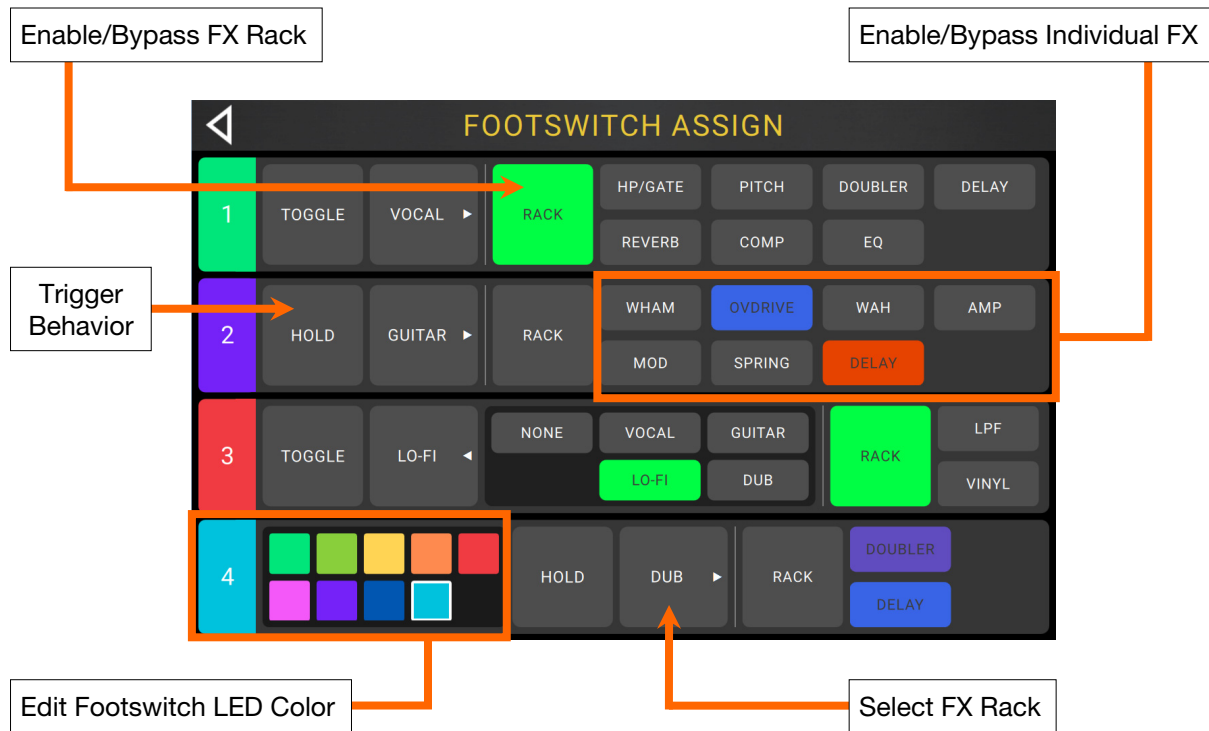 Enable/Bypass FX Rack
Enable/Bypass Individual FX
FOOTSWITCH ASSIGN
1
TOGGLE
VOCAL
RACK
HP/GATE
PITCH
DOUBLER
DELAY
REVERB
COMP
EQ
Trigger
Behavior
2
HOLD
GUITAR
RACK
WHAM
OVDRIVE
WAH
AMP
MOD
SPRING
DELAY
3
TOGGLE
LO-FI
NONE
VOCAL
GUITAR
LO-FI
DUB
RACK
LPF
VINYL
4
HOLD
DUB
RACK
DOUBLER
DELAY
Edit Footswitch LED Color
Select FX Rack